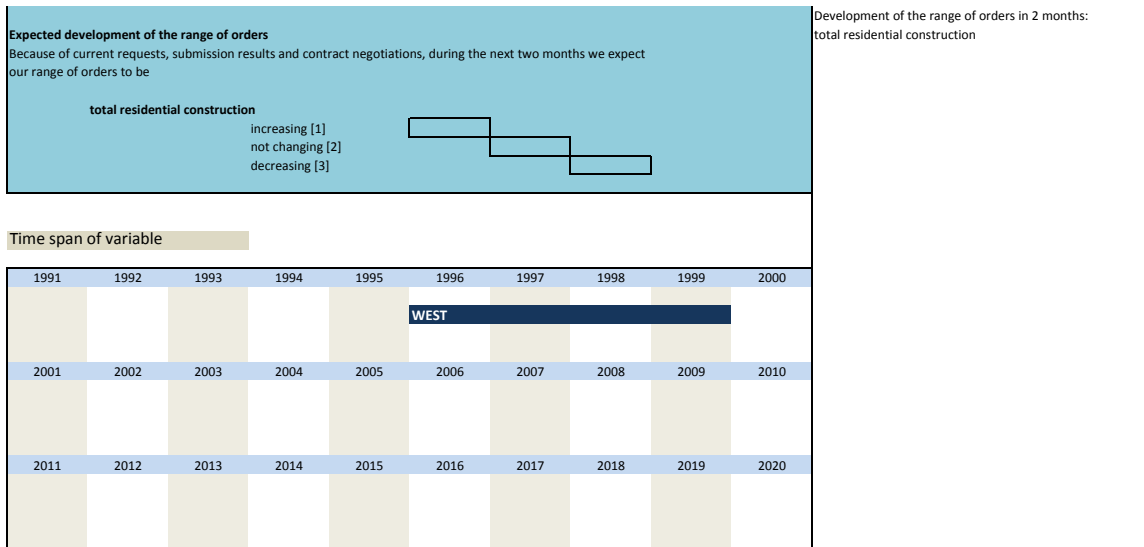 Development of the range of orders in 2 months:
total residential construction
Expected development of the range of orders
Because of current requests, submission results and contract negotiations, during the next two months we expect
our range of orders to be
total residential construction
increasing [1]
not changing [2]
decreasing [3]
Time span of variable
1991 1992 1993 1994 1995 1996 1997 1998 1999 2000
WEST
2001 2002 2003 2004 2005 2006 2007 2008 2009 2010
2011 2012 2013 2014 2015 2016 2017 2018 2019 2020